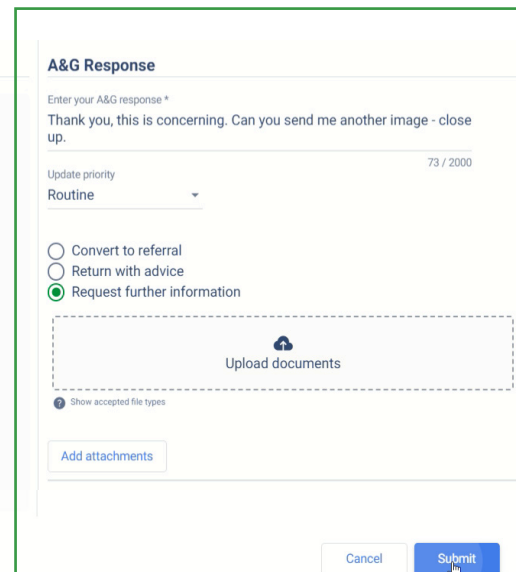 A&G Response
Enter your A&G response *
Thank you, this is concerning. Can you send me another image - close
up.
73 / 2000
Update priority
Routine
Convert to referral
Return with advice
Request further information
Upload documents
? Show accepted file types
Add attachments
Cancel
Submit